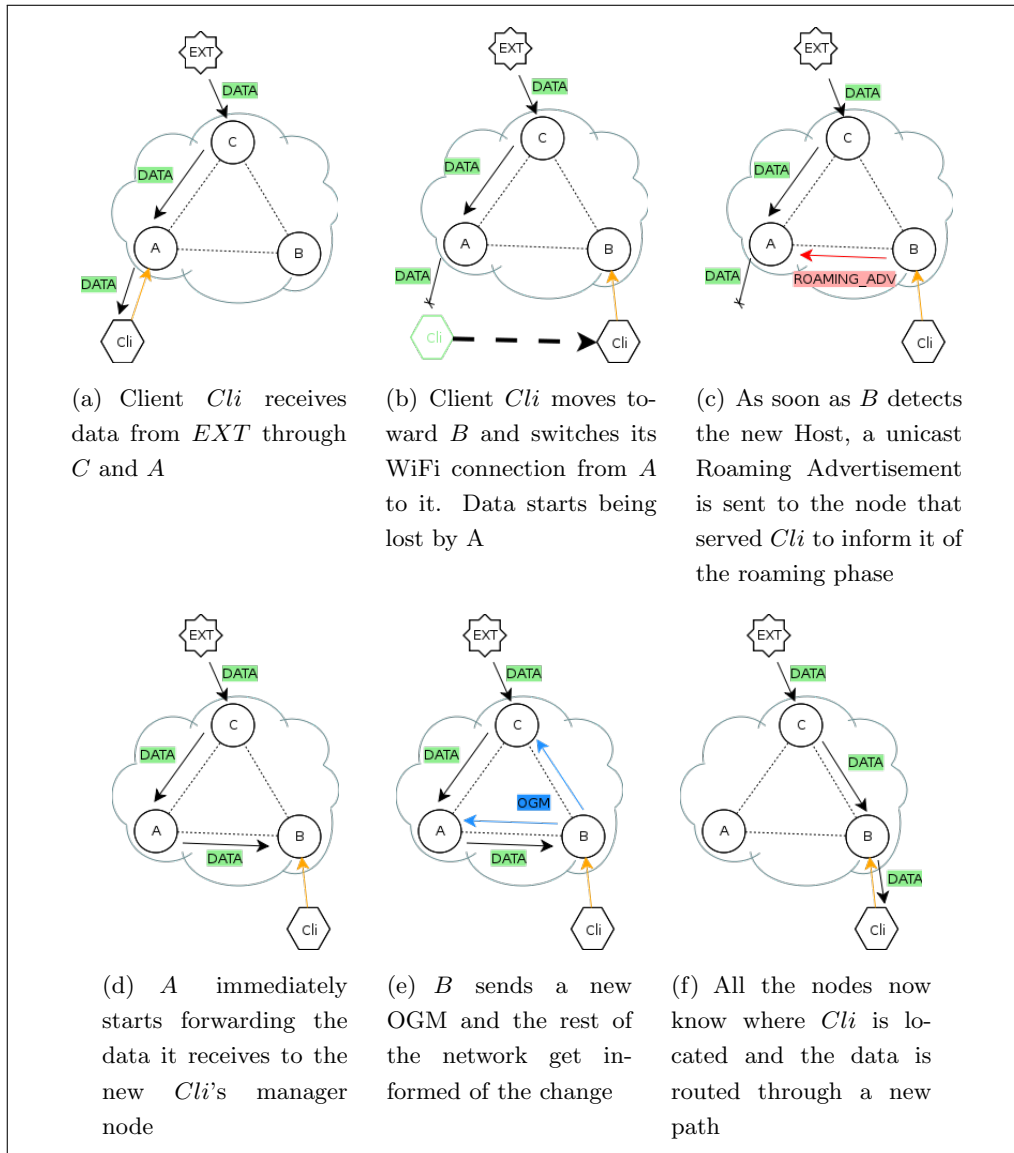 EXT
DATA
C
DATA
A
B
DATA
Cli
(a) Client Cli receives
data from EXT through
C and A
EXT
DATA
C
DATA
A
B
DATA
Cli
Cli
(b) Client Cli moves to-
ward B and switches its
WiFi connection from A
to it. Data starts being
lost by A
EXT
DATA
C
DATA
A
B
DATA
ROAMING_ADV
Cli
(c) As soon as B detects
the new Host, a unicast
Roaming Advertisement
is sent to the node that
served Cli to inform it of
the roaming phase
EXT
DATA
C
DATA
A
B
DATA
Cli
(d) A immediately
starts forwarding the
data it receives to the
new Cli's manager
node
EXT
DATA
C
DATA
OGM
A
B
DATA
Cli
(e) B sends a new
OGM and the rest of
the network get in-
formed of the change
EXT
DATA
C
DATA
A
B
DATA
Cli
(f) All the nodes now
know where Cli is lo-
cated and the data is
routed through a new
path